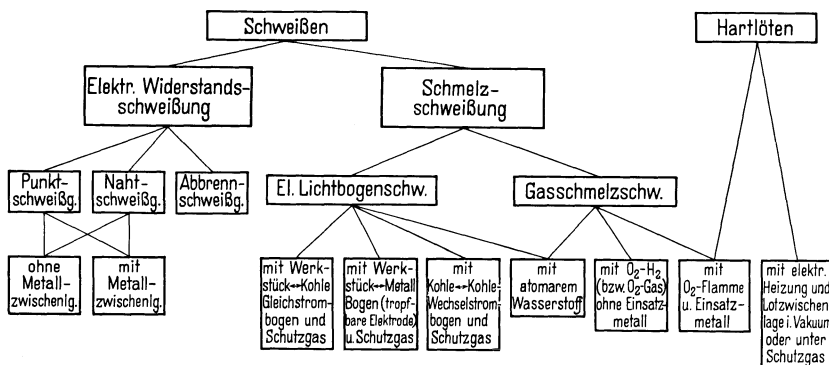 Schweißen
Hartlöten
Elektr. Widerstands-
schweißung
Schmelz-
schweißung
Punkt-
schweißg.
Naht-
schweißg.
Abbrenn-
schweißg.
El. Lichtbogenschw.
Gasschmelzschw.
ohne
Metall-
zwischenlg.
mit
Metall-
zwischenlg.
mit Werk-
stück↔Kohle
Gleichstrom-
bogen und
Schutzgas
mit Werk-
stück↔Metall
Bogen (tropf-
bare Elektrode)
u. Schutzgas
mit
Kohle↔Kohle-
Wechselstrom-
bogen und
Schutzgas
mit
atomarem
Wasserstoff
mit O₂-H₂
(bzw. O₂-Gas)
ohne Einsatz-
metall
mit
O₂-Flamme
u. Einsatz-
metall
mit elektr.
Heizung und
Lotzwischen
lage i. Vakuum
oder unter
Schutzgas